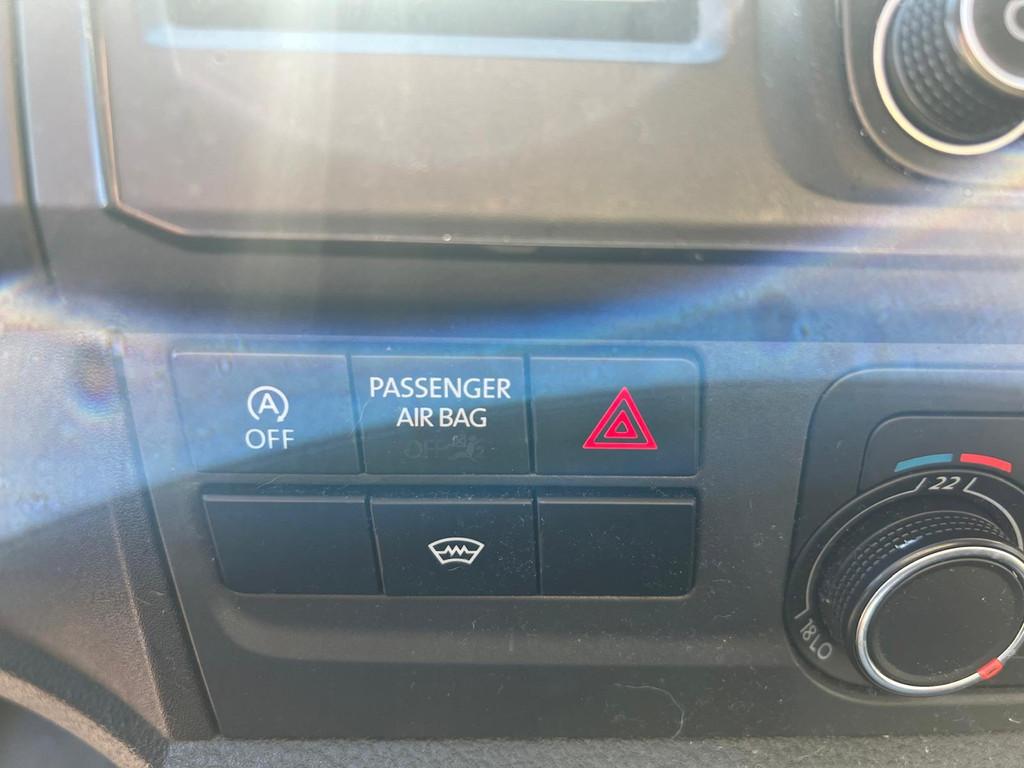 A
OFF
PASSENGER
AIR BAG
OFF
22
18LO